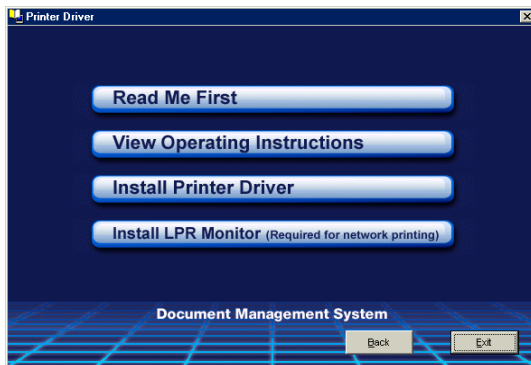 Printer Driver
Read Me First
View Operating Instructions
Install Printer Driver
Install LPR Monitor (Required for network printing)
Document Management System
Back
Exit